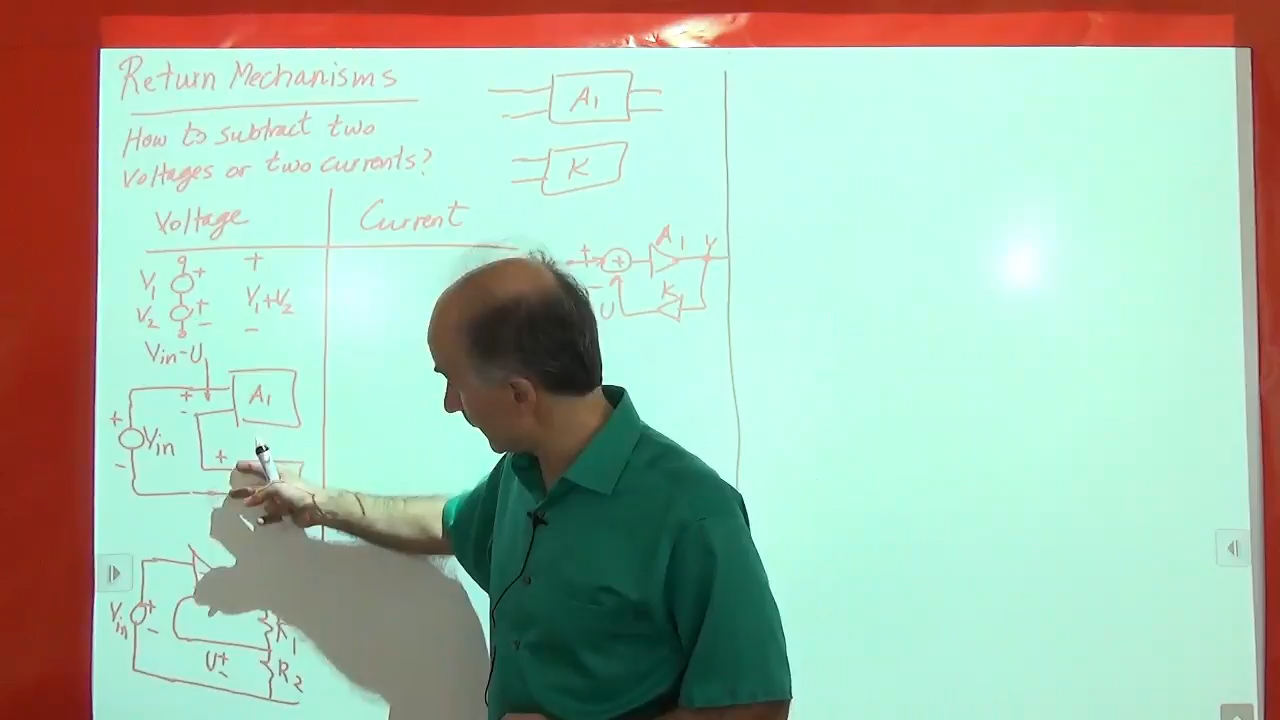 Return Mechanisms
How to subtract two
voltages or two currents?
A1
K
Voltage
Current
V1 +
V2 + -
+
V1+V2
-
+
-
+
A1
y
K
U
Vin-U
+
-
A1
+
Vin
-
+
Vin
+
-
R1
U + -
R2